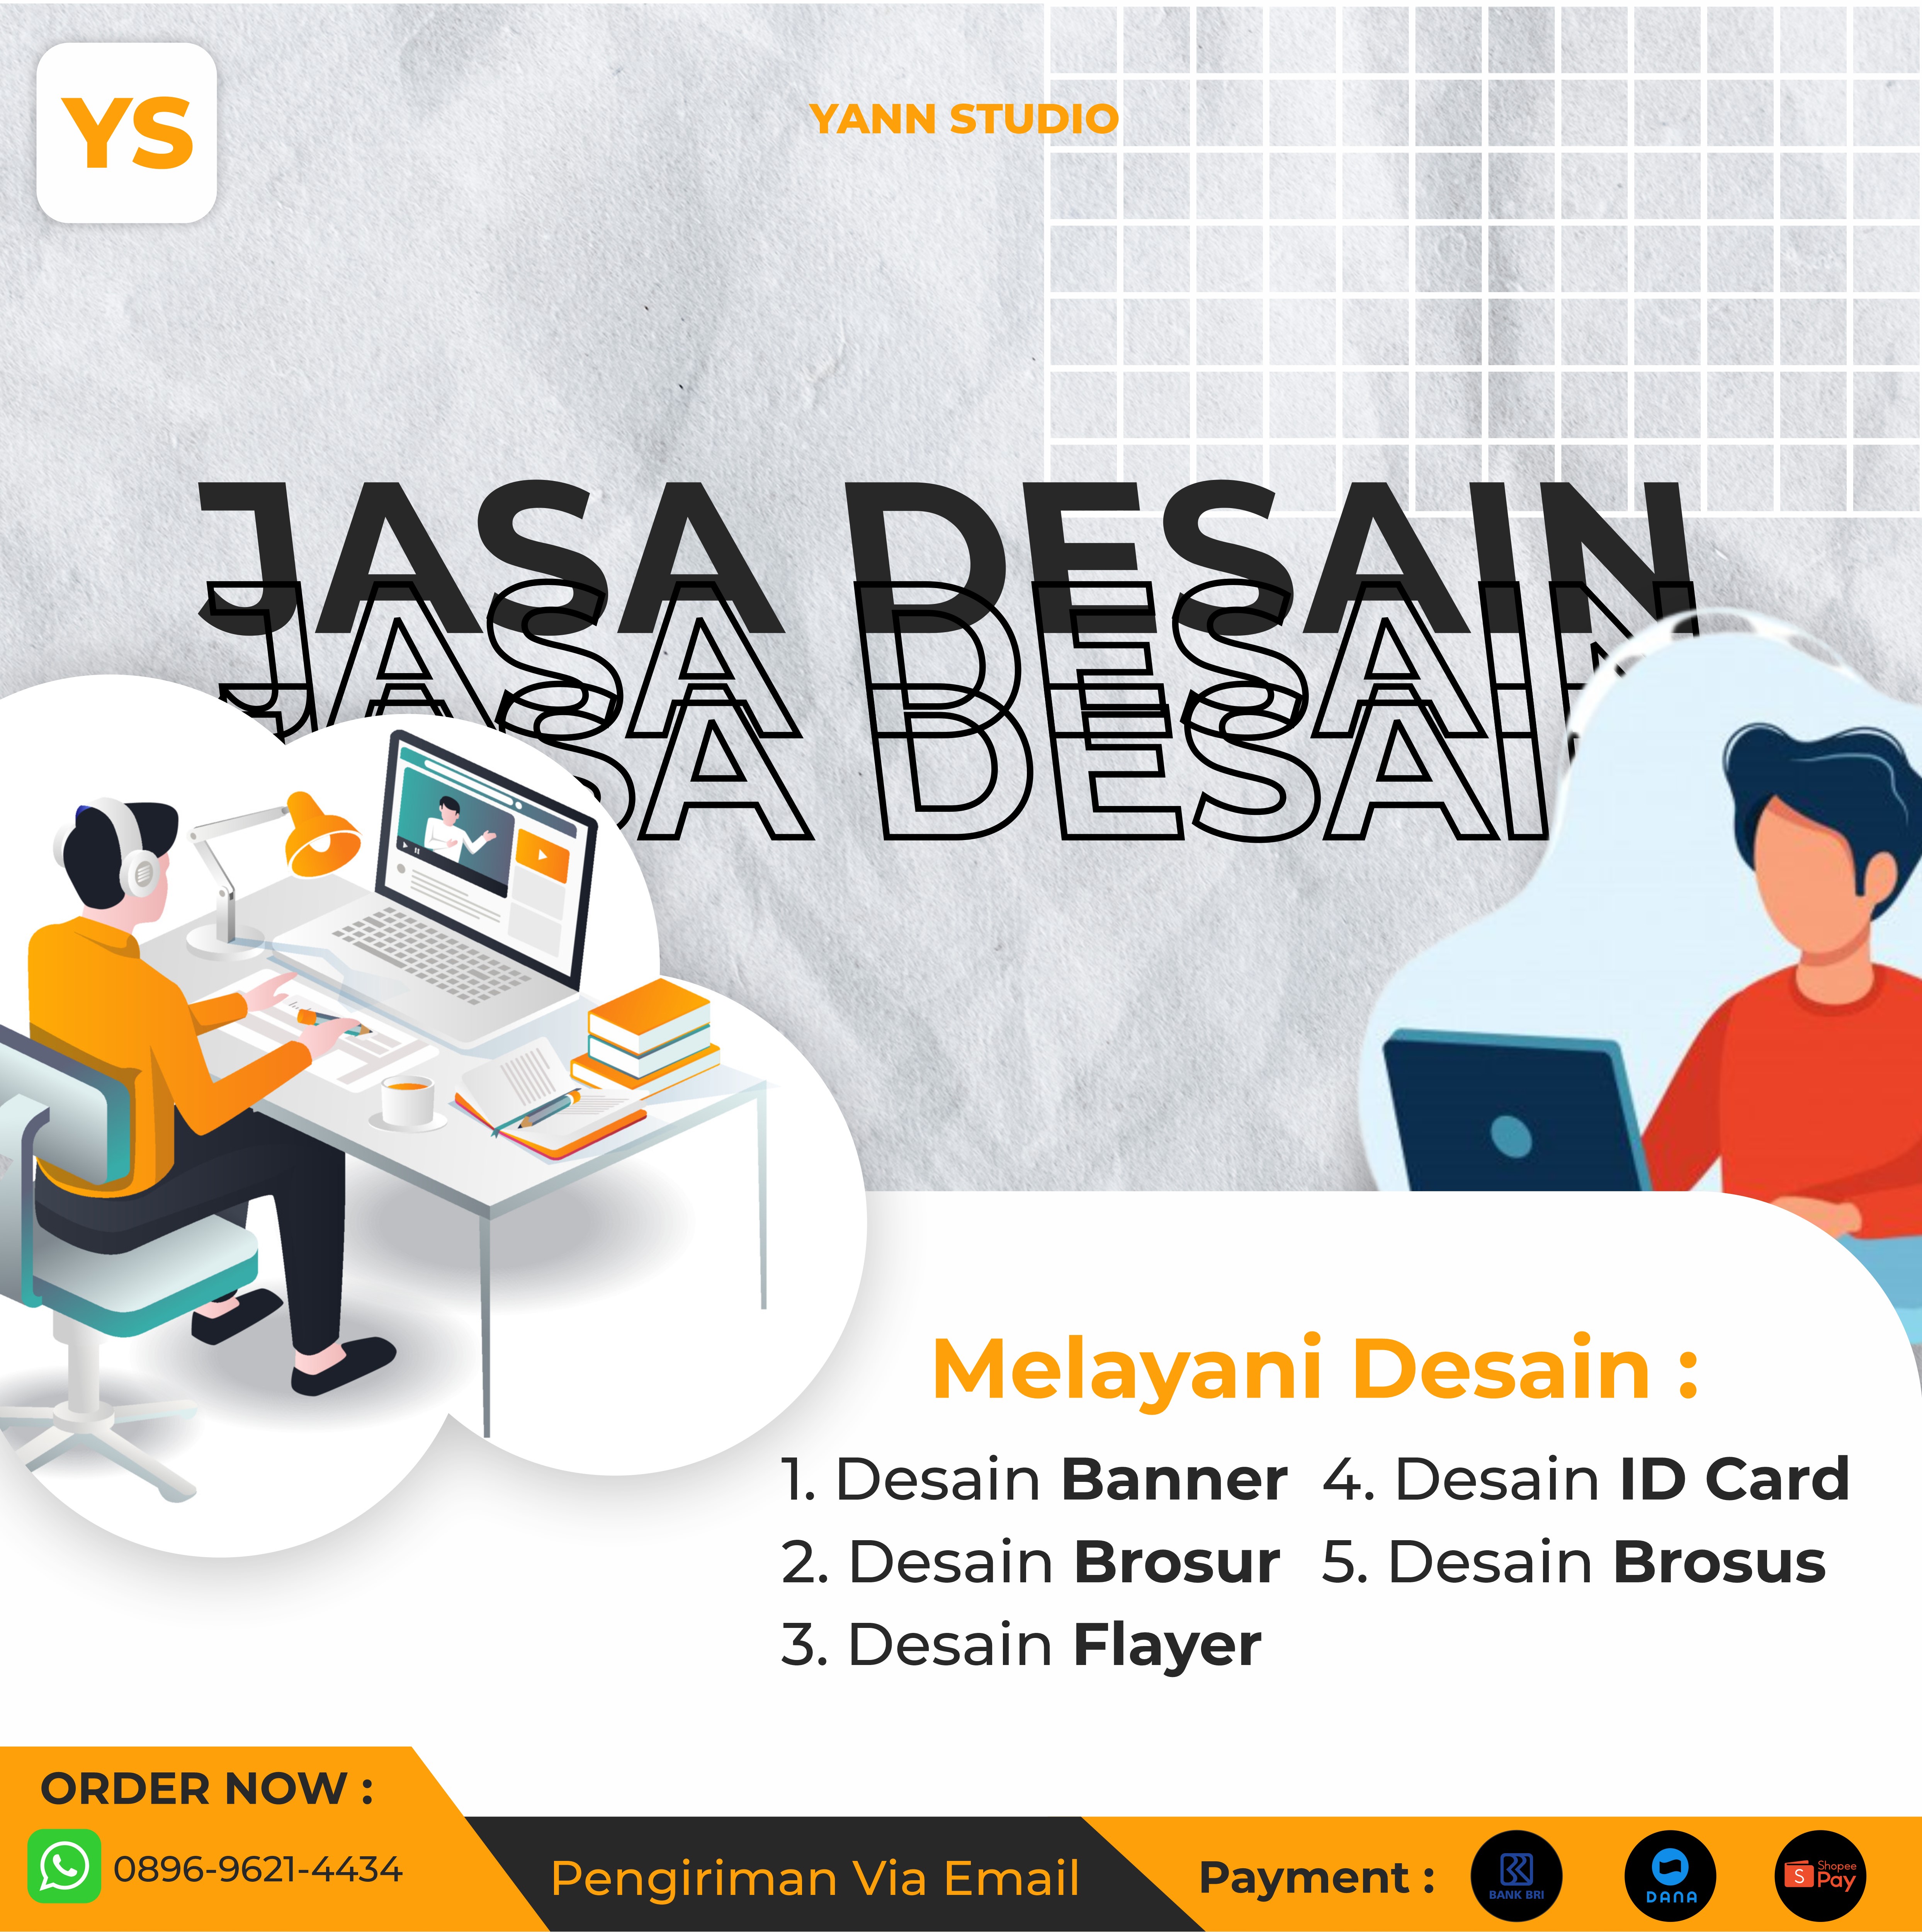 YS
YANN STUDIO
JASA DESAIN
JASA DESAIN
JASA DESAIN
Melayani Desain :
1. Desain Banner
2. Desain Brosur
3. Desain Flayer
4. Desain ID Card
5. Desain Brosus
ORDER NOW :
0896-9621-4434
Pengiriman Via Email
Payment :
BANK BRI
DANA
S Shopee Pay